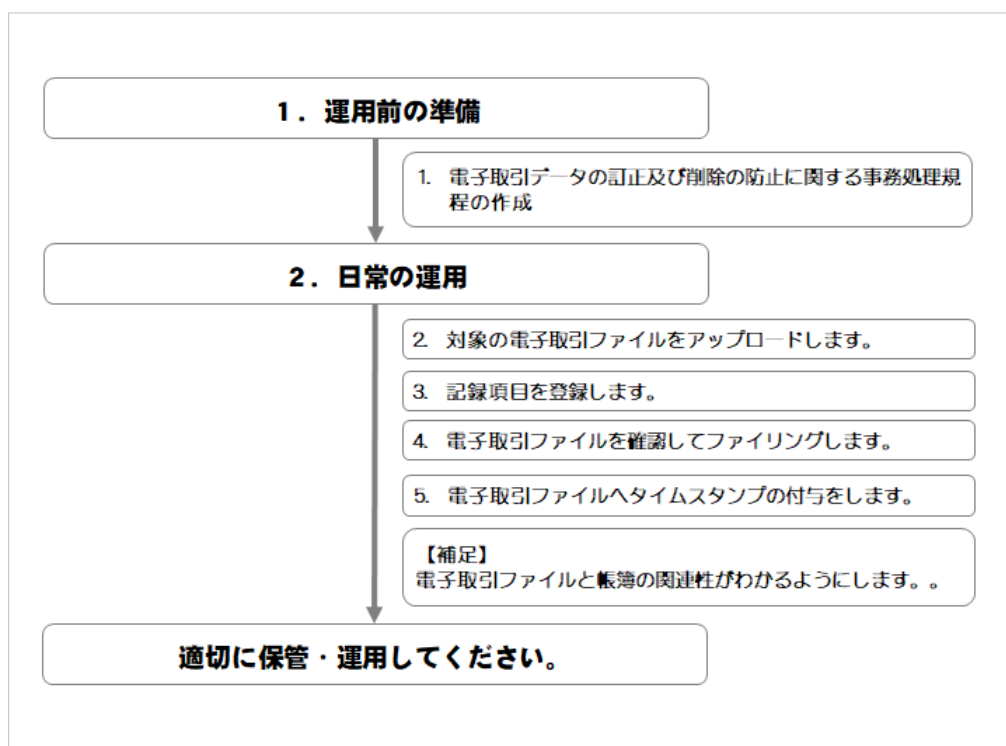 1．運用前の準備
1. 電子取引データの訂正及び削除の防止に関する事務処理規
程の作成
2．日常の運用
2. 対象の電子取引ファイルをアップロードします。
3. 記録項目を登録します。
4. 電子取引ファイルを確認してファイリングします。
5. 電子取引ファイルへタイムスタンプの付与をします。
【補足】
電子取引ファイルと帳簿の関連性がわかるようにします。。
適切に保管・運用してください。